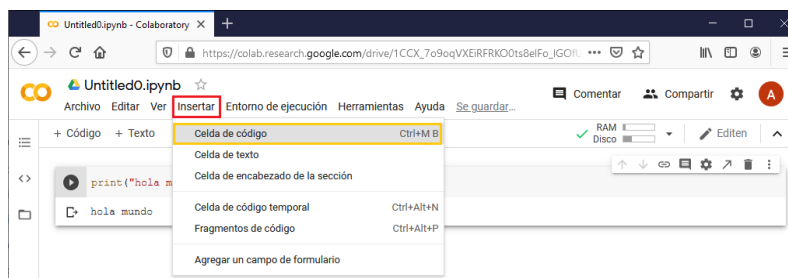 Untitled0.ipynb - Colaboratory
https://colab.research.google.com/drive/1CCX_7o9oqVXEiRFRKO0ts8elFo_IGOfU
Untitled0.ipynb
Comentar
Compartir
A
Archivo Editar Ver Insertar Entorno de ejecución Herramientas Ayuda Se guardar...
+ Código + Texto
RAM
Disco
Editen
Celda de código Ctrl+M B
Celda de texto
Celda de encabezado de la sección
Celda de código temporal Ctrl+Alt+N
Fragmentos de código Ctrl+Alt+P
Agregar un campo de formulario
print("hola m
hola mundo